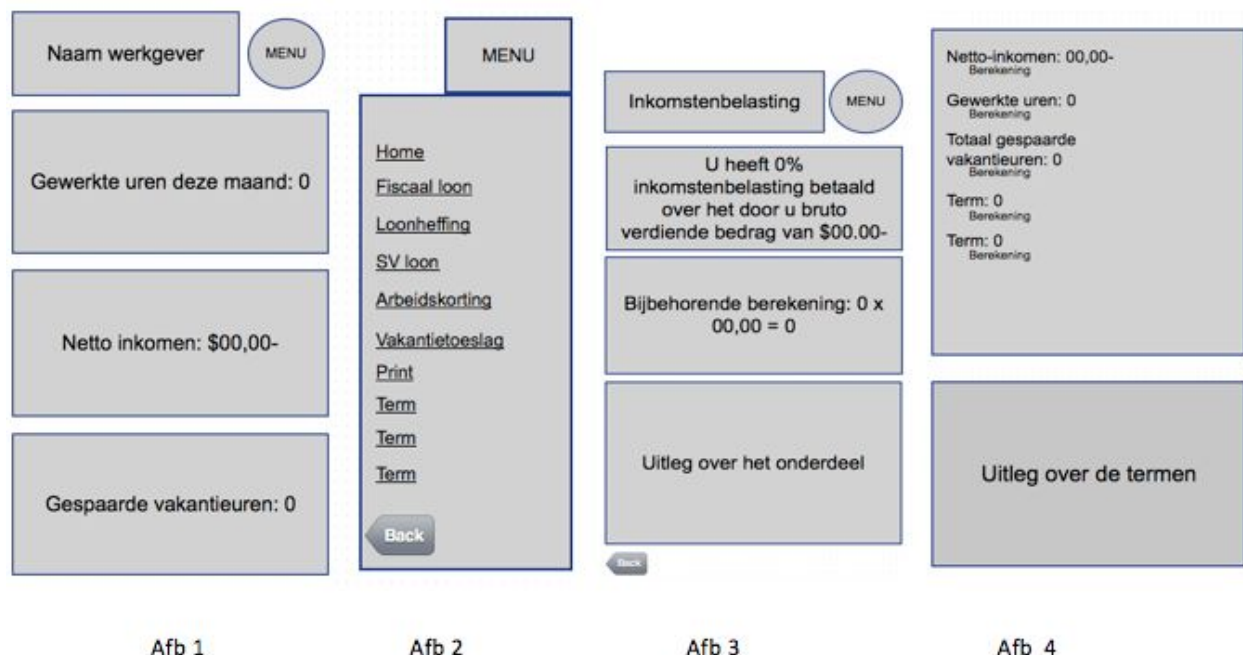 Naam werkgever
MENU
Gewerkte uren deze maand: 0
Netto inkomen: $00,00-
Gespaarde vakantieuren: 0
MENU
Home
Fiscaal loon
Loonheffing
SV loon
Arbeidskorting
Vakantietoeslag
Print
Term
Term
Term
Back
Inkomstenbelasting
MENU
U heeft 0%
inkomstenbelasting betaald
over het door u bruto
verdiende bedrag van $00.00-
Bijbehorende berekening: 0 x
00,00 = 0
Uitleg over het onderdeel
Back
Netto-inkomen: 00,00-
Berekening
Gewerkte uren: 0
Berekening
Totaal gespaarde
vakantieuren: 0
Berekening
Term: 0
Berekening
Term: 0
Berekening
Uitleg over de termen
Afb 1
Afb 2
Afb 3
Afb 4